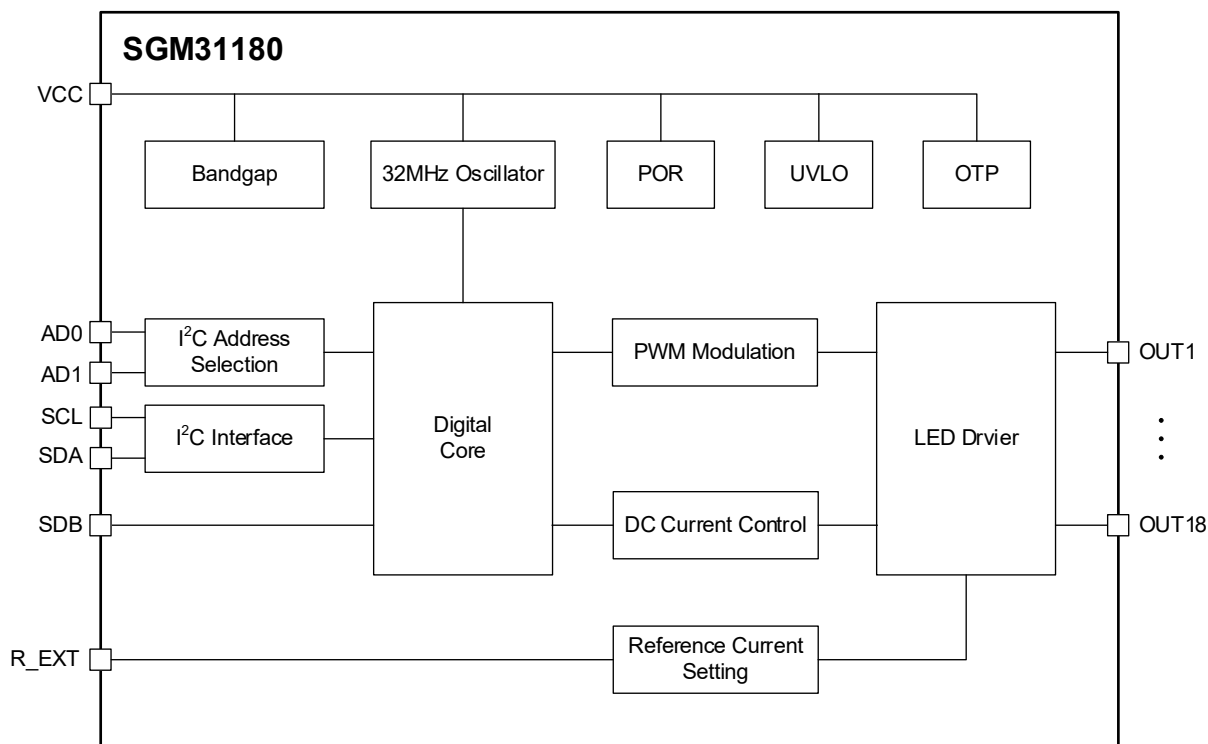 SGM31180
VCC
Bandgap
32MHz Oscillator
POR
UVLO
OTP
AD0
AD1
I²C Address
Selection
SCL
SDA
I²C Interface
SDB
Digital
Core
PWM Modulation
DC Current Control
LED Drvier
OUT1
OUT18
R_EXT
Reference Current
Setting